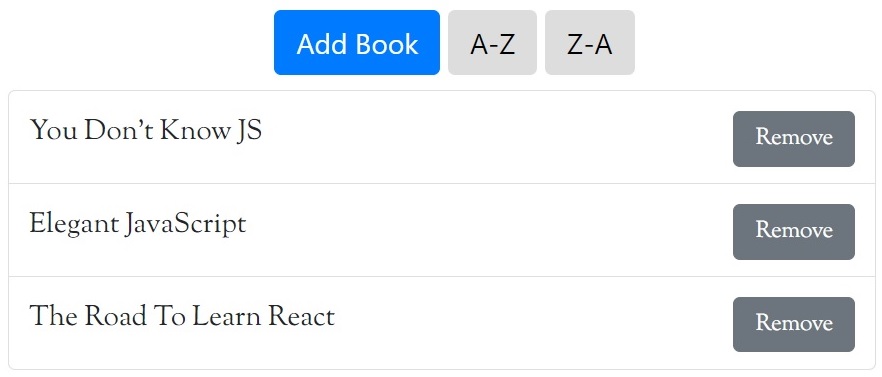 Add Book A-Z Z-A
You Don’t Know JS Remove
Elegant JavaScript Remove
The Road To Learn React Remove